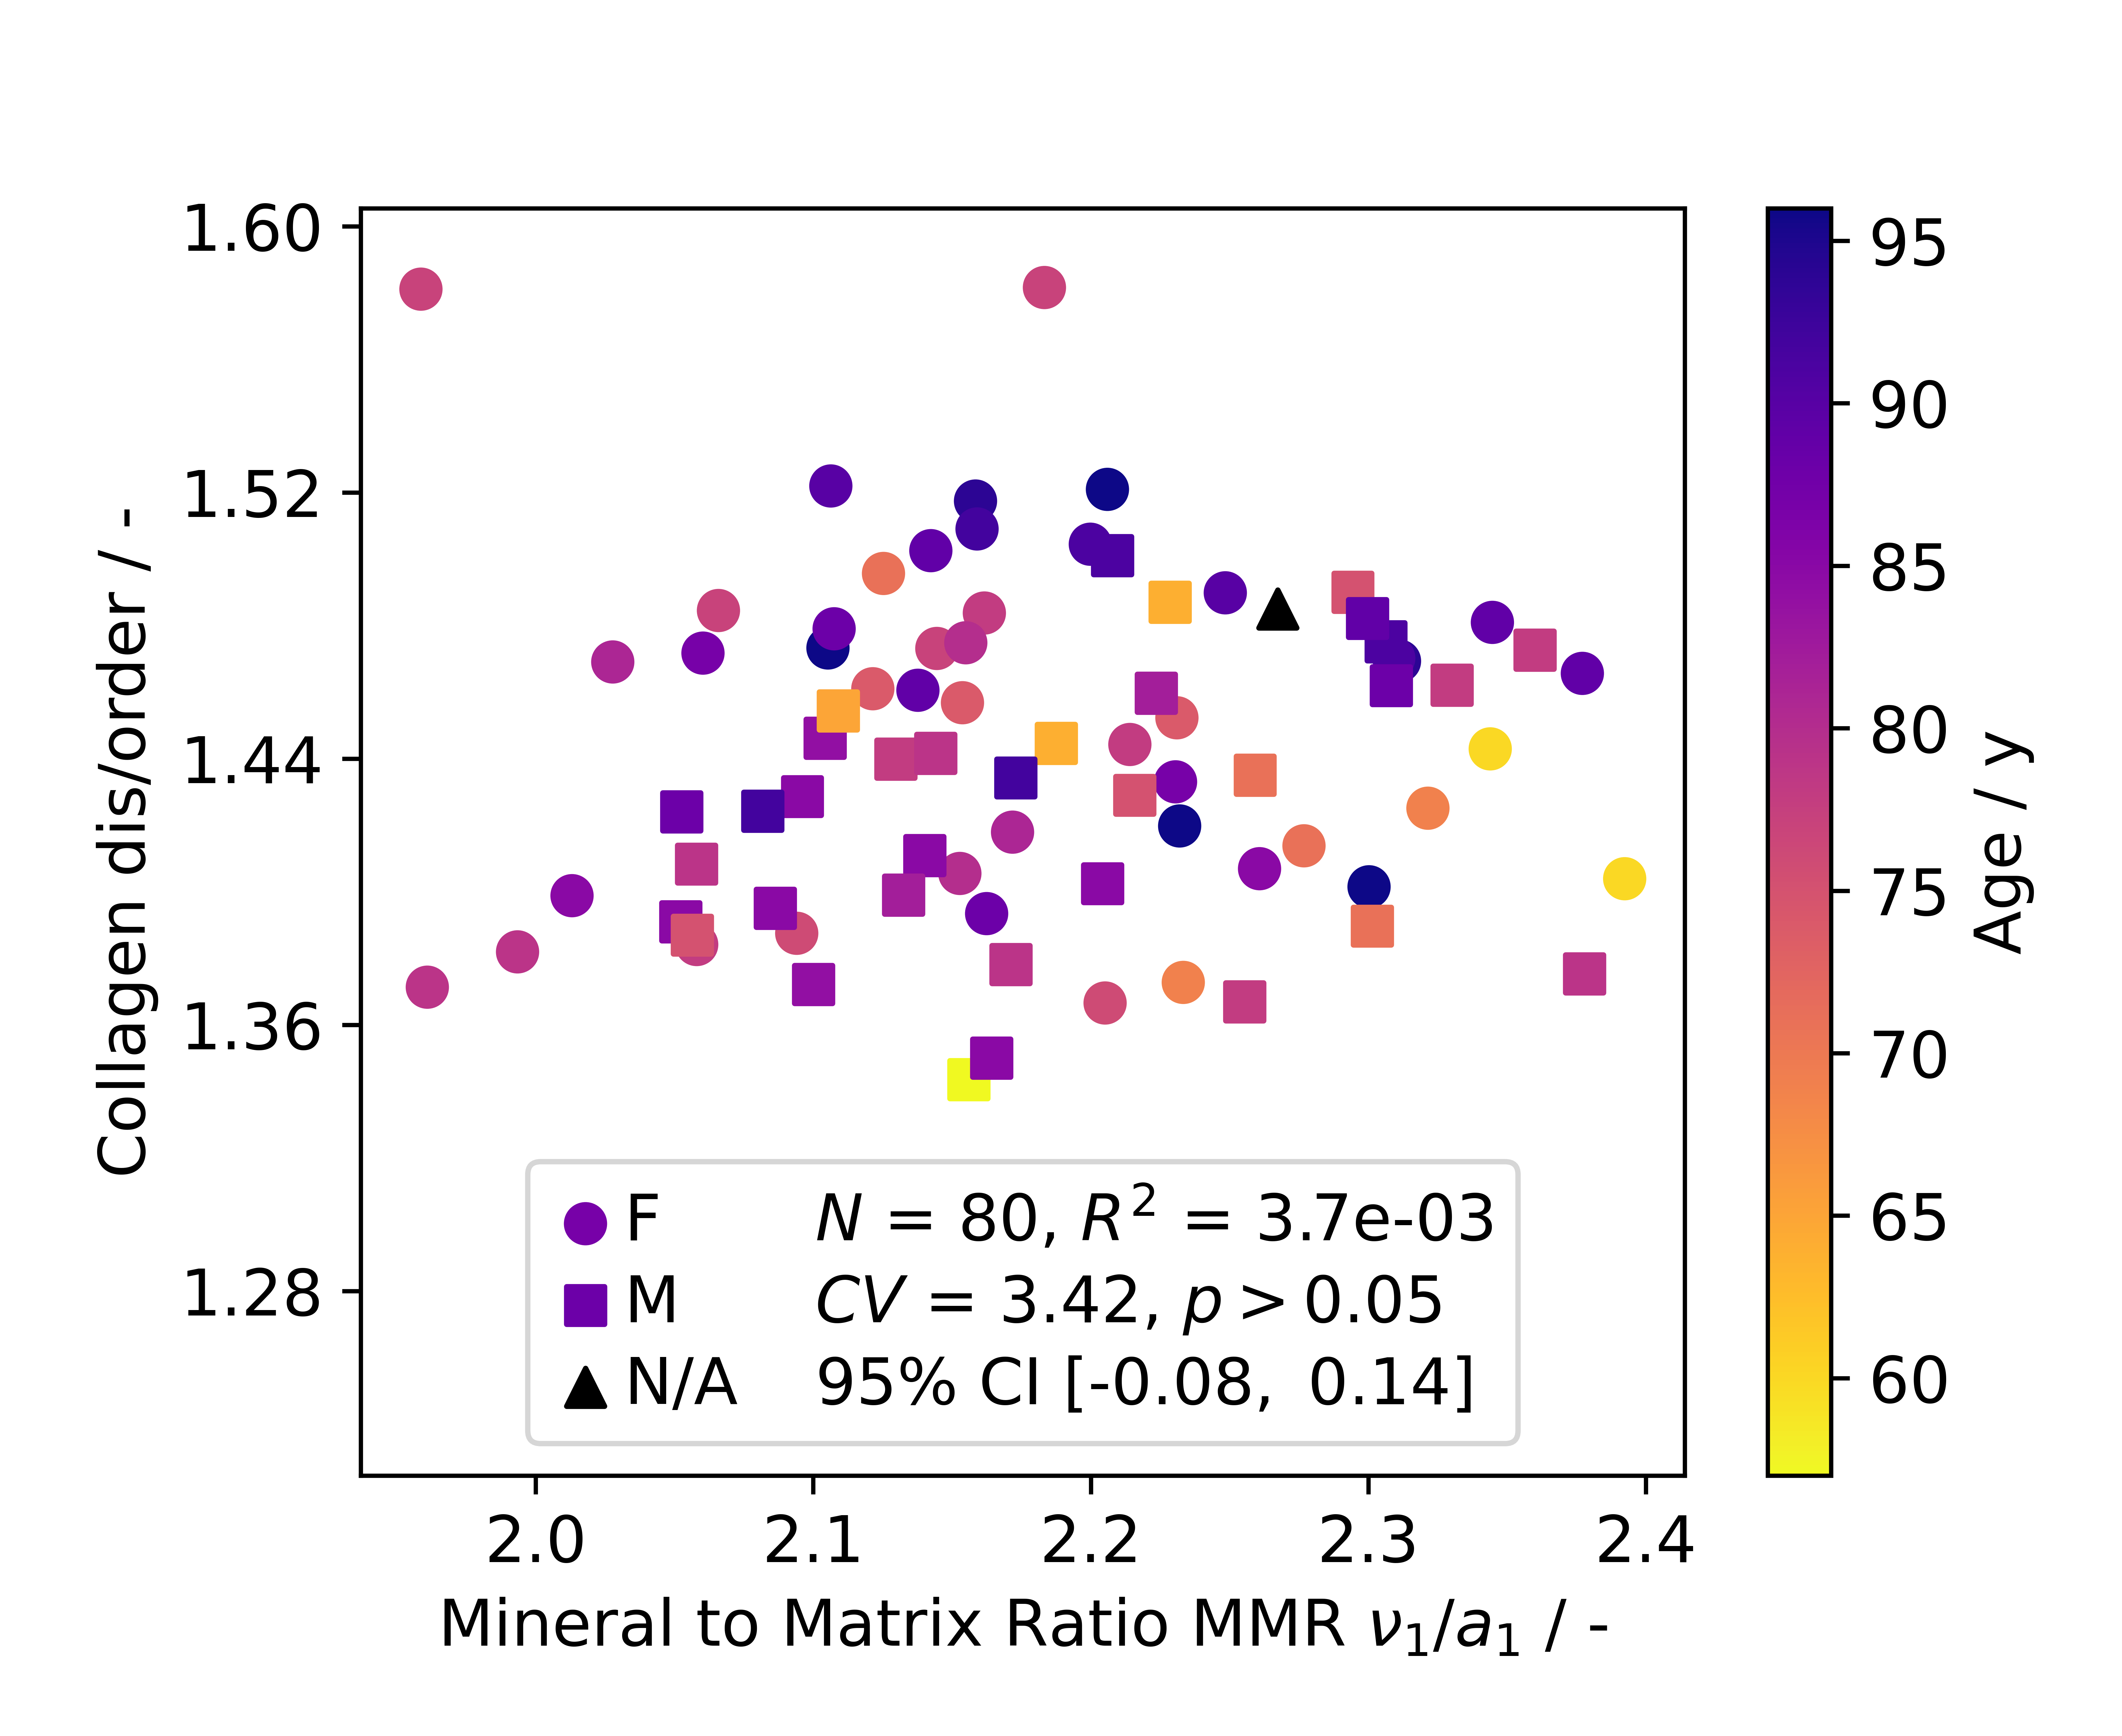 1.60
1.52
1.44
1.36
1.28
Collagen dis/order / -
2.0 2.1 2.2 2.3 2.4
Mineral to Matrix Ratio MMR ν₁/a₁ / -
F N = 80, R² = 3.7e-03
M CV = 3.42, p > 0.05
N/A 95% CI [-0.08, 0.14]
95
90
85
80
75
70
65
60
Age / y